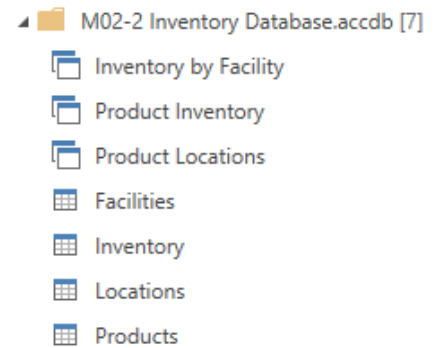 M02-2 Inventory Database.accdb [7]
Inventory by Facility
Product Inventory
Product Locations
Facilities
Inventory
Locations
Products